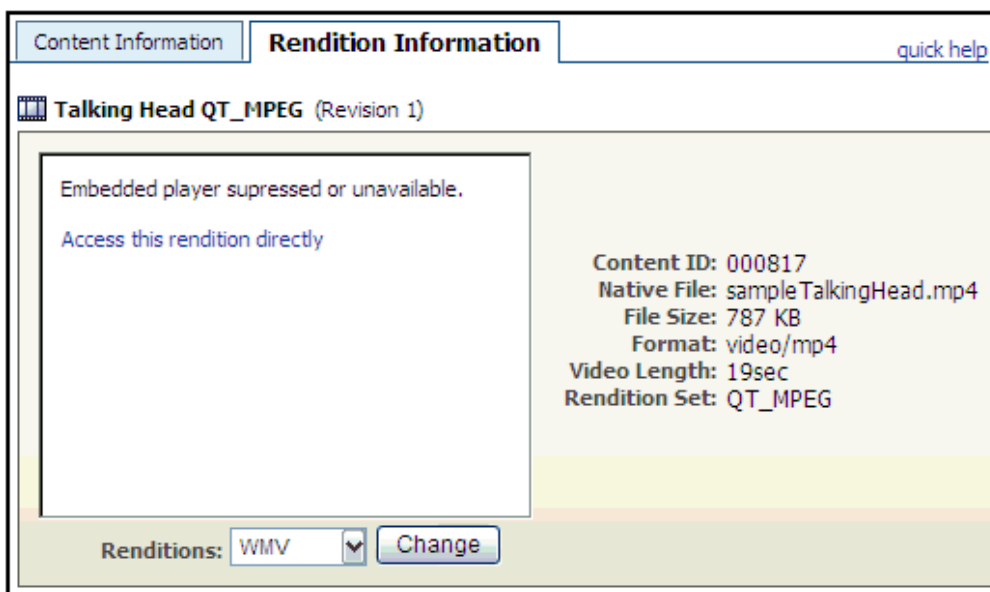 Content Information
Rendition Information
quick help
Talking Head QT_MPEG (Revision 1)
Embedded player supressed or unavailable.
Access this rendition directly
Content ID: 000817
Native File: sampleTalkingHead.mp4
File Size: 787 KB
Format: video/mp4
Video Length: 19sec
Rendition Set: QT_MPEG
Renditions: WMV Change